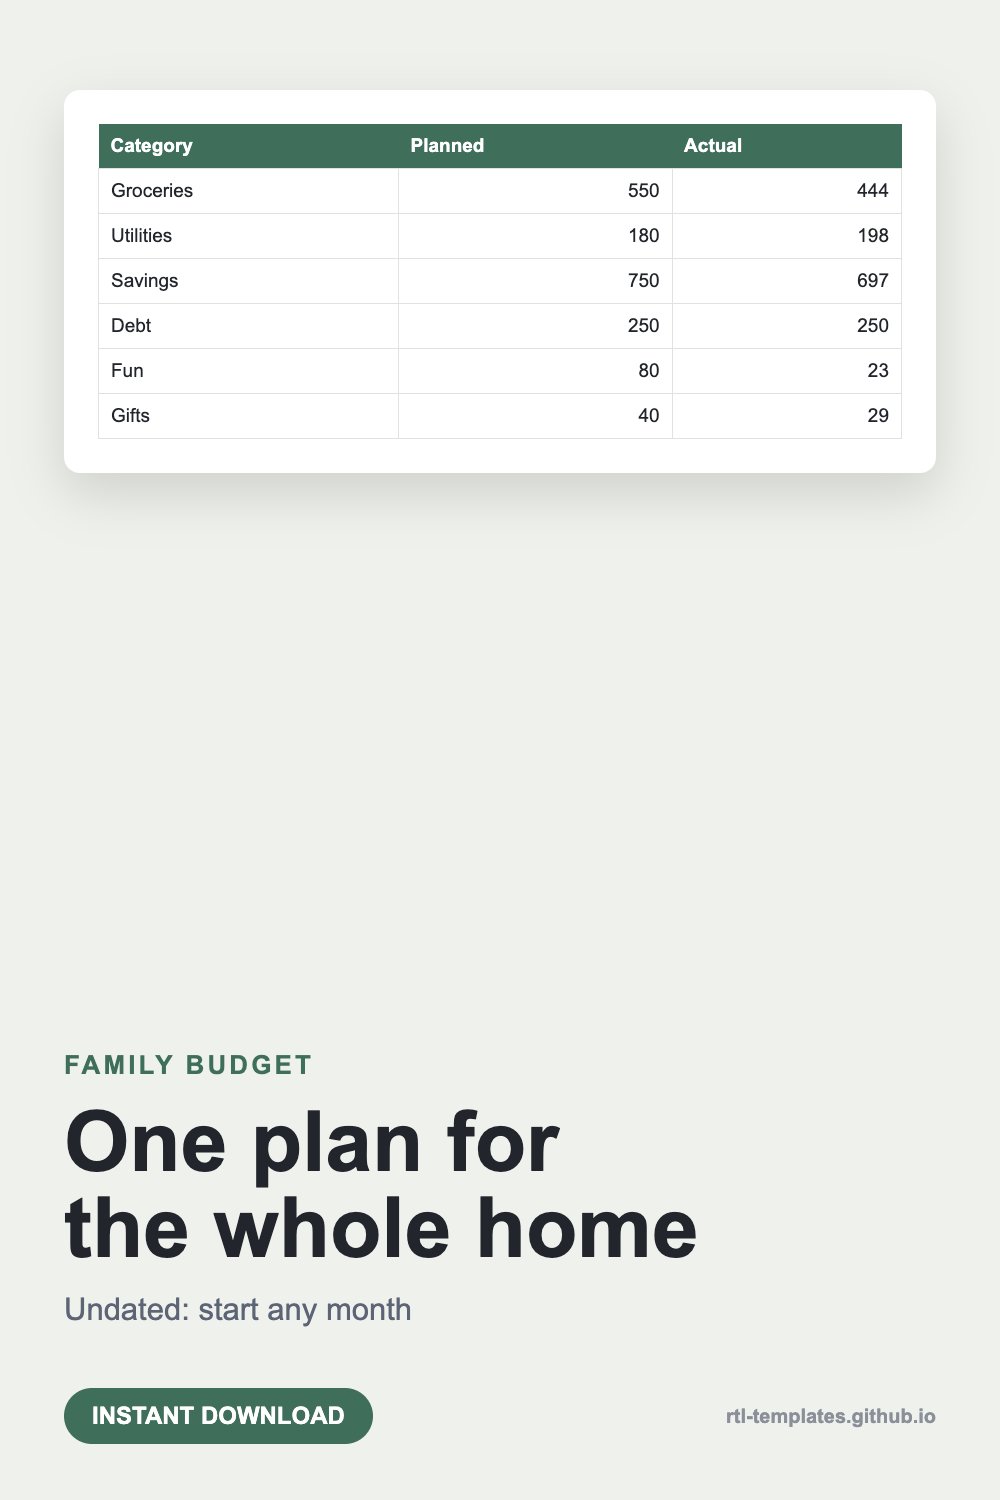 Category Planned Actual
Groceries 550 444
Utilities 180 198
Savings 750 697
Debt 250 250
Fun 80 23
Gifts 40 29
FAMILY BUDGET
One plan for
the whole home
Undated: start any month
INSTANT DOWNLOAD
rtl-templates.github.io